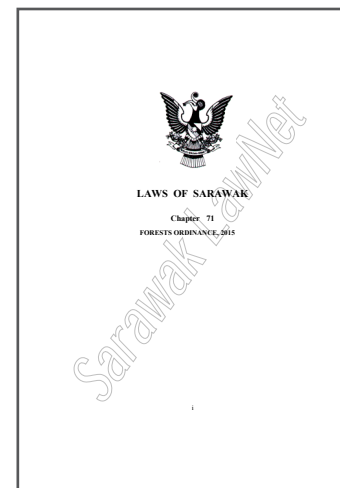 LAWS OF SARAWAK
Chapter 71
FORESTS ORDINANCE, 2015
Sarawak LawNet
i